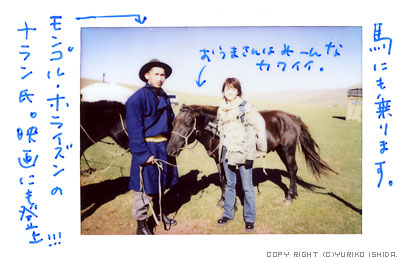 馬にも乗ります。
おうまさんはみーんな
カワイイ。
モンゴル・ホライズンの
ナラン氏。映画にも!!!
COPY RIGHT (C)YURIKO ISHIDA.